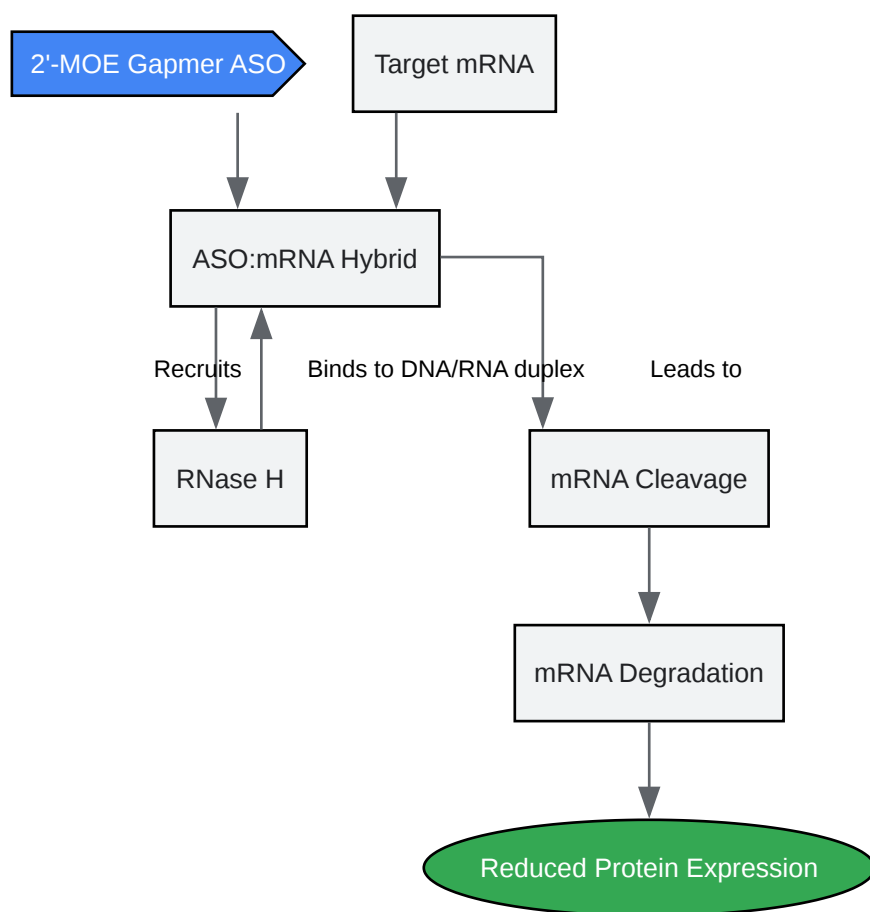 2'-MOE Gapmer ASO
Target mRNA
ASO:mRNA Hybrid
Recruits
Binds to DNA/RNA duplex
Leads to
RNase H
mRNA Cleavage
mRNA Degradation
Reduced Protein Expression